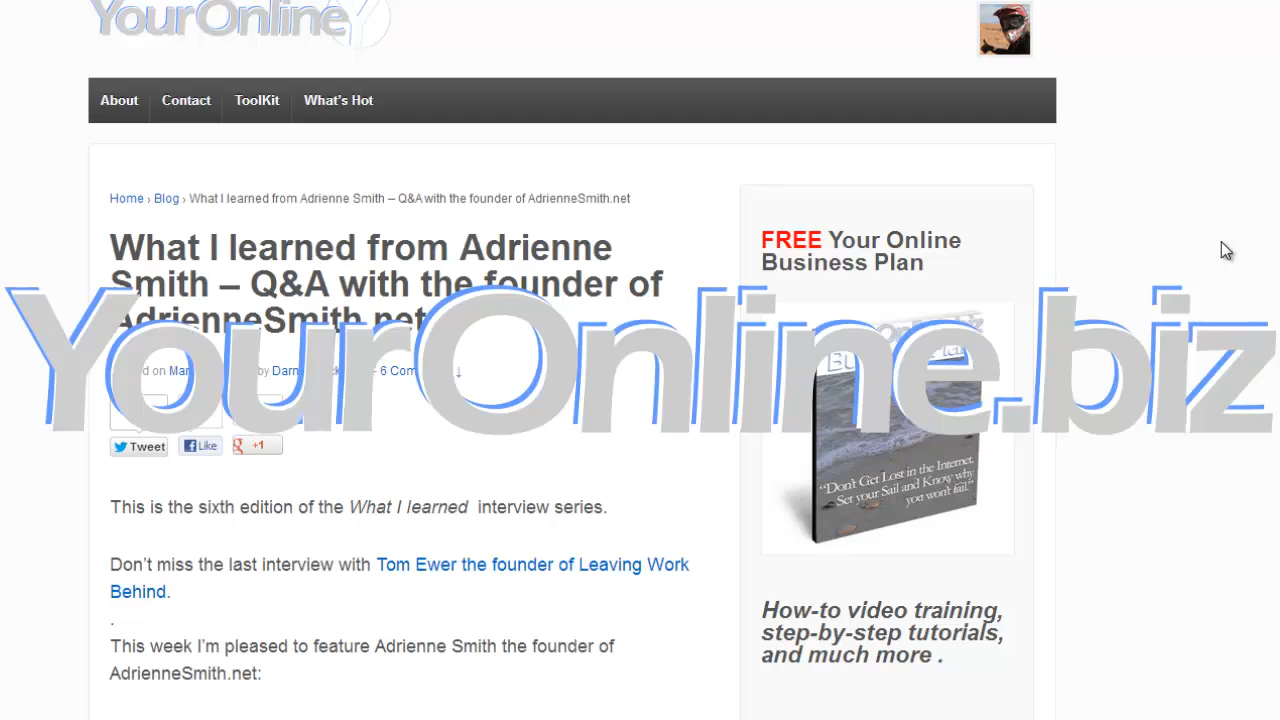 YourOnline Y
About Contact ToolKit What's Hot
Home › Blog › What I learned from Adrienne Smith – Q&A with the founder of AdrienneSmith.net
What I learned from Adrienne
Smith – Q&A with the founder of
AdrienneSmith.net
YourOnline.biz
on by
Tweet Like +1
This is the sixth edition of the What I learned interview series.
Don't miss the last interview with Tom Ewer the founder of Leaving Work
Behind.
.
This week I'm pleased to feature Adrienne Smith the founder of
AdrienneSmith.net:
FREE Your Online
Business Plan
"Don't Get Lost in the Internet.
Set your Sail and Know why
you won't fail."
How-to video training,
step-by-step tutorials,
and much more .